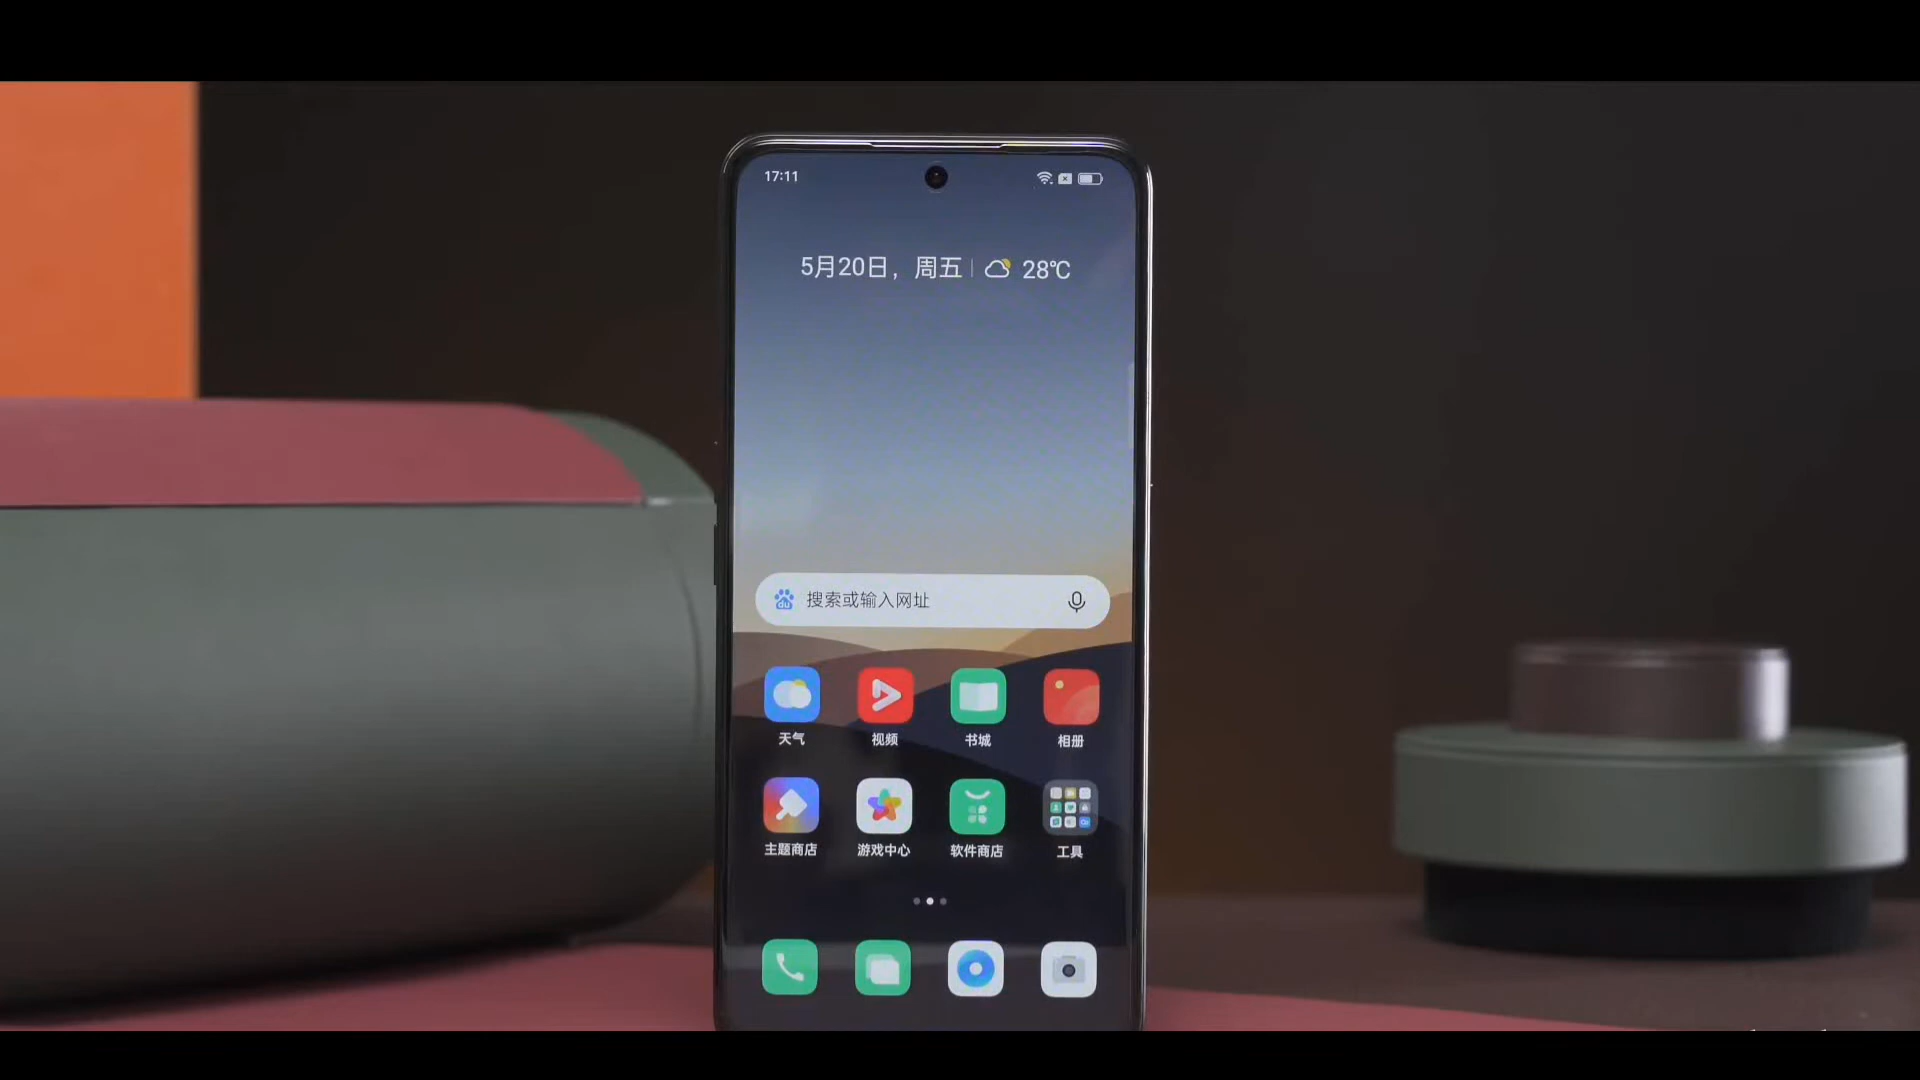 17:11
5月20日，周五 28℃
du 搜索或输入网址
天气 视频 书城 相册
主题商店 游戏中心 软件商店 工具